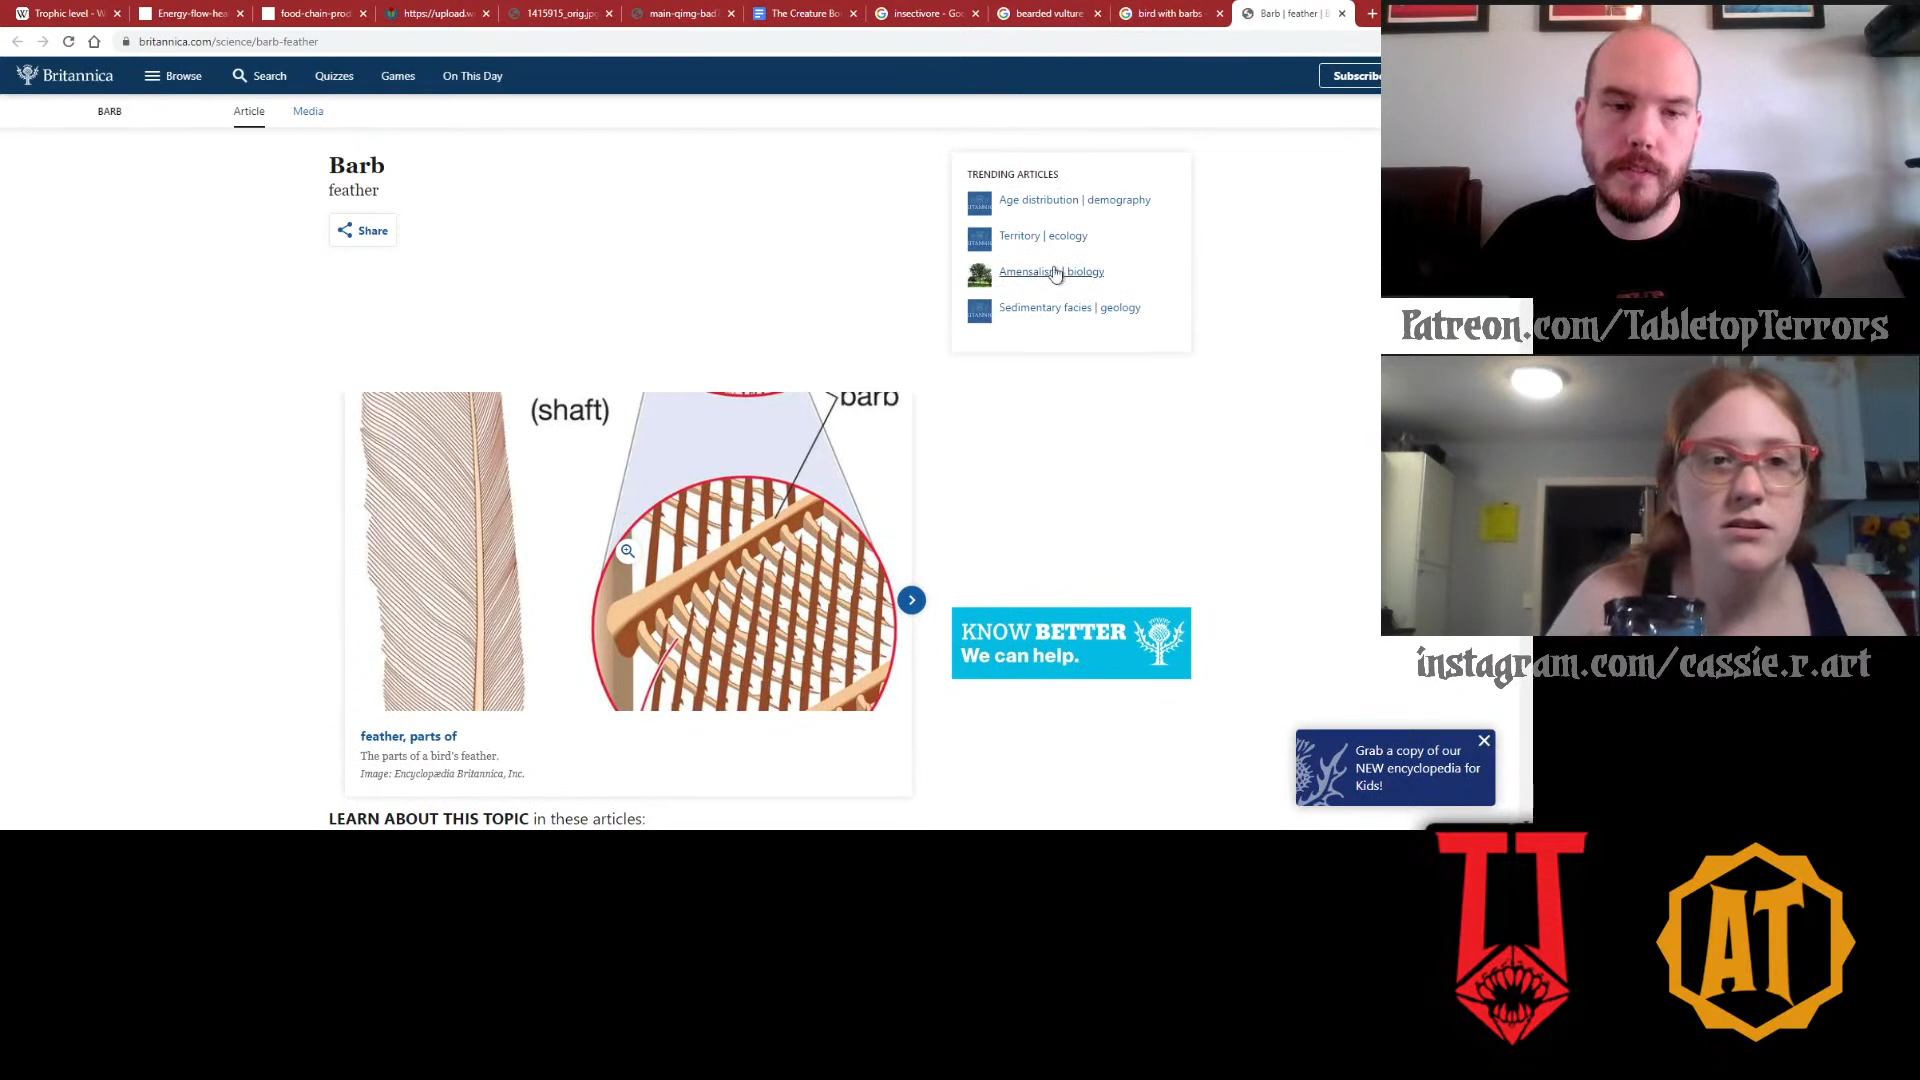 Trophic level - W
Energy-flow-hea
food-chain-prod
https://upload.w
1415915_orig.jp
main-qimg-bad7
The Creature Bo
insectivore - Goo
bearded vulture
bird with barbs
Barb | feather | B
britannica.com/science/barb-feather
Britannica
Browse
Search
Quizzes
Games
On This Day
Subscribe
BARB
Article
Media
Barb
feather
Share
TRENDING ARTICLES
Age distribution | demography
Territory | ecology
Amensalism | biology
Sedimentary facies | geology
(shaft)
barb
KNOW BETTER
We can help.
feather, parts of
The parts of a bird's feather.
Image: Encyclopædia Britannica, Inc.
Grab a copy of our
NEW encyclopedia for
Kids!
LEARN ABOUT THIS TOPIC in these articles:
Patreon.com/TabletopTerrors
instagram.com/cassie.r.art
TT
AT